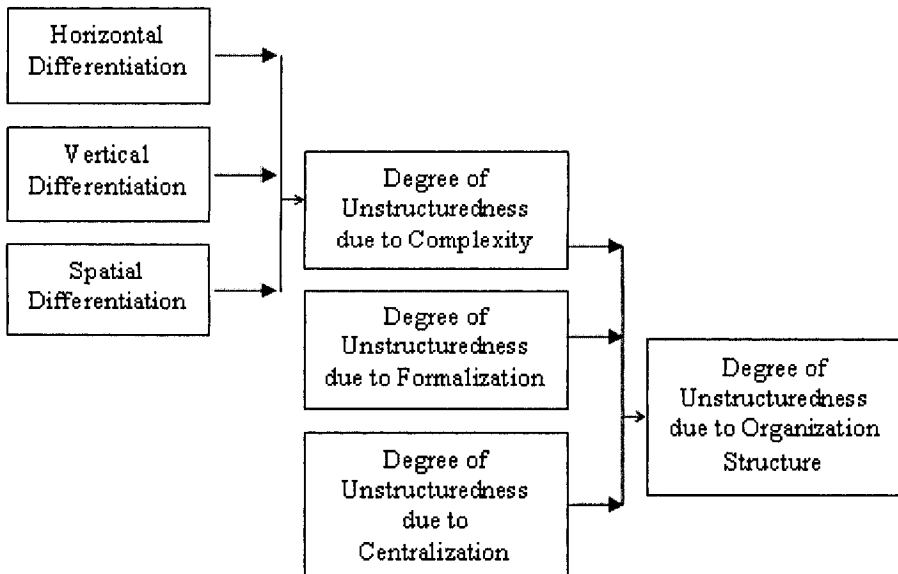 Horizontal
Differentiation
Vertical
Differentiation
Spatial
Differentiation
Degree of
Unstructuredness
due to Complexity
Degree of
Unstructuredness
due to Formalization
Degree of
Unstructuredness
due to
Centralization
Degree of
Unstructuredness
due to Organization
Structure